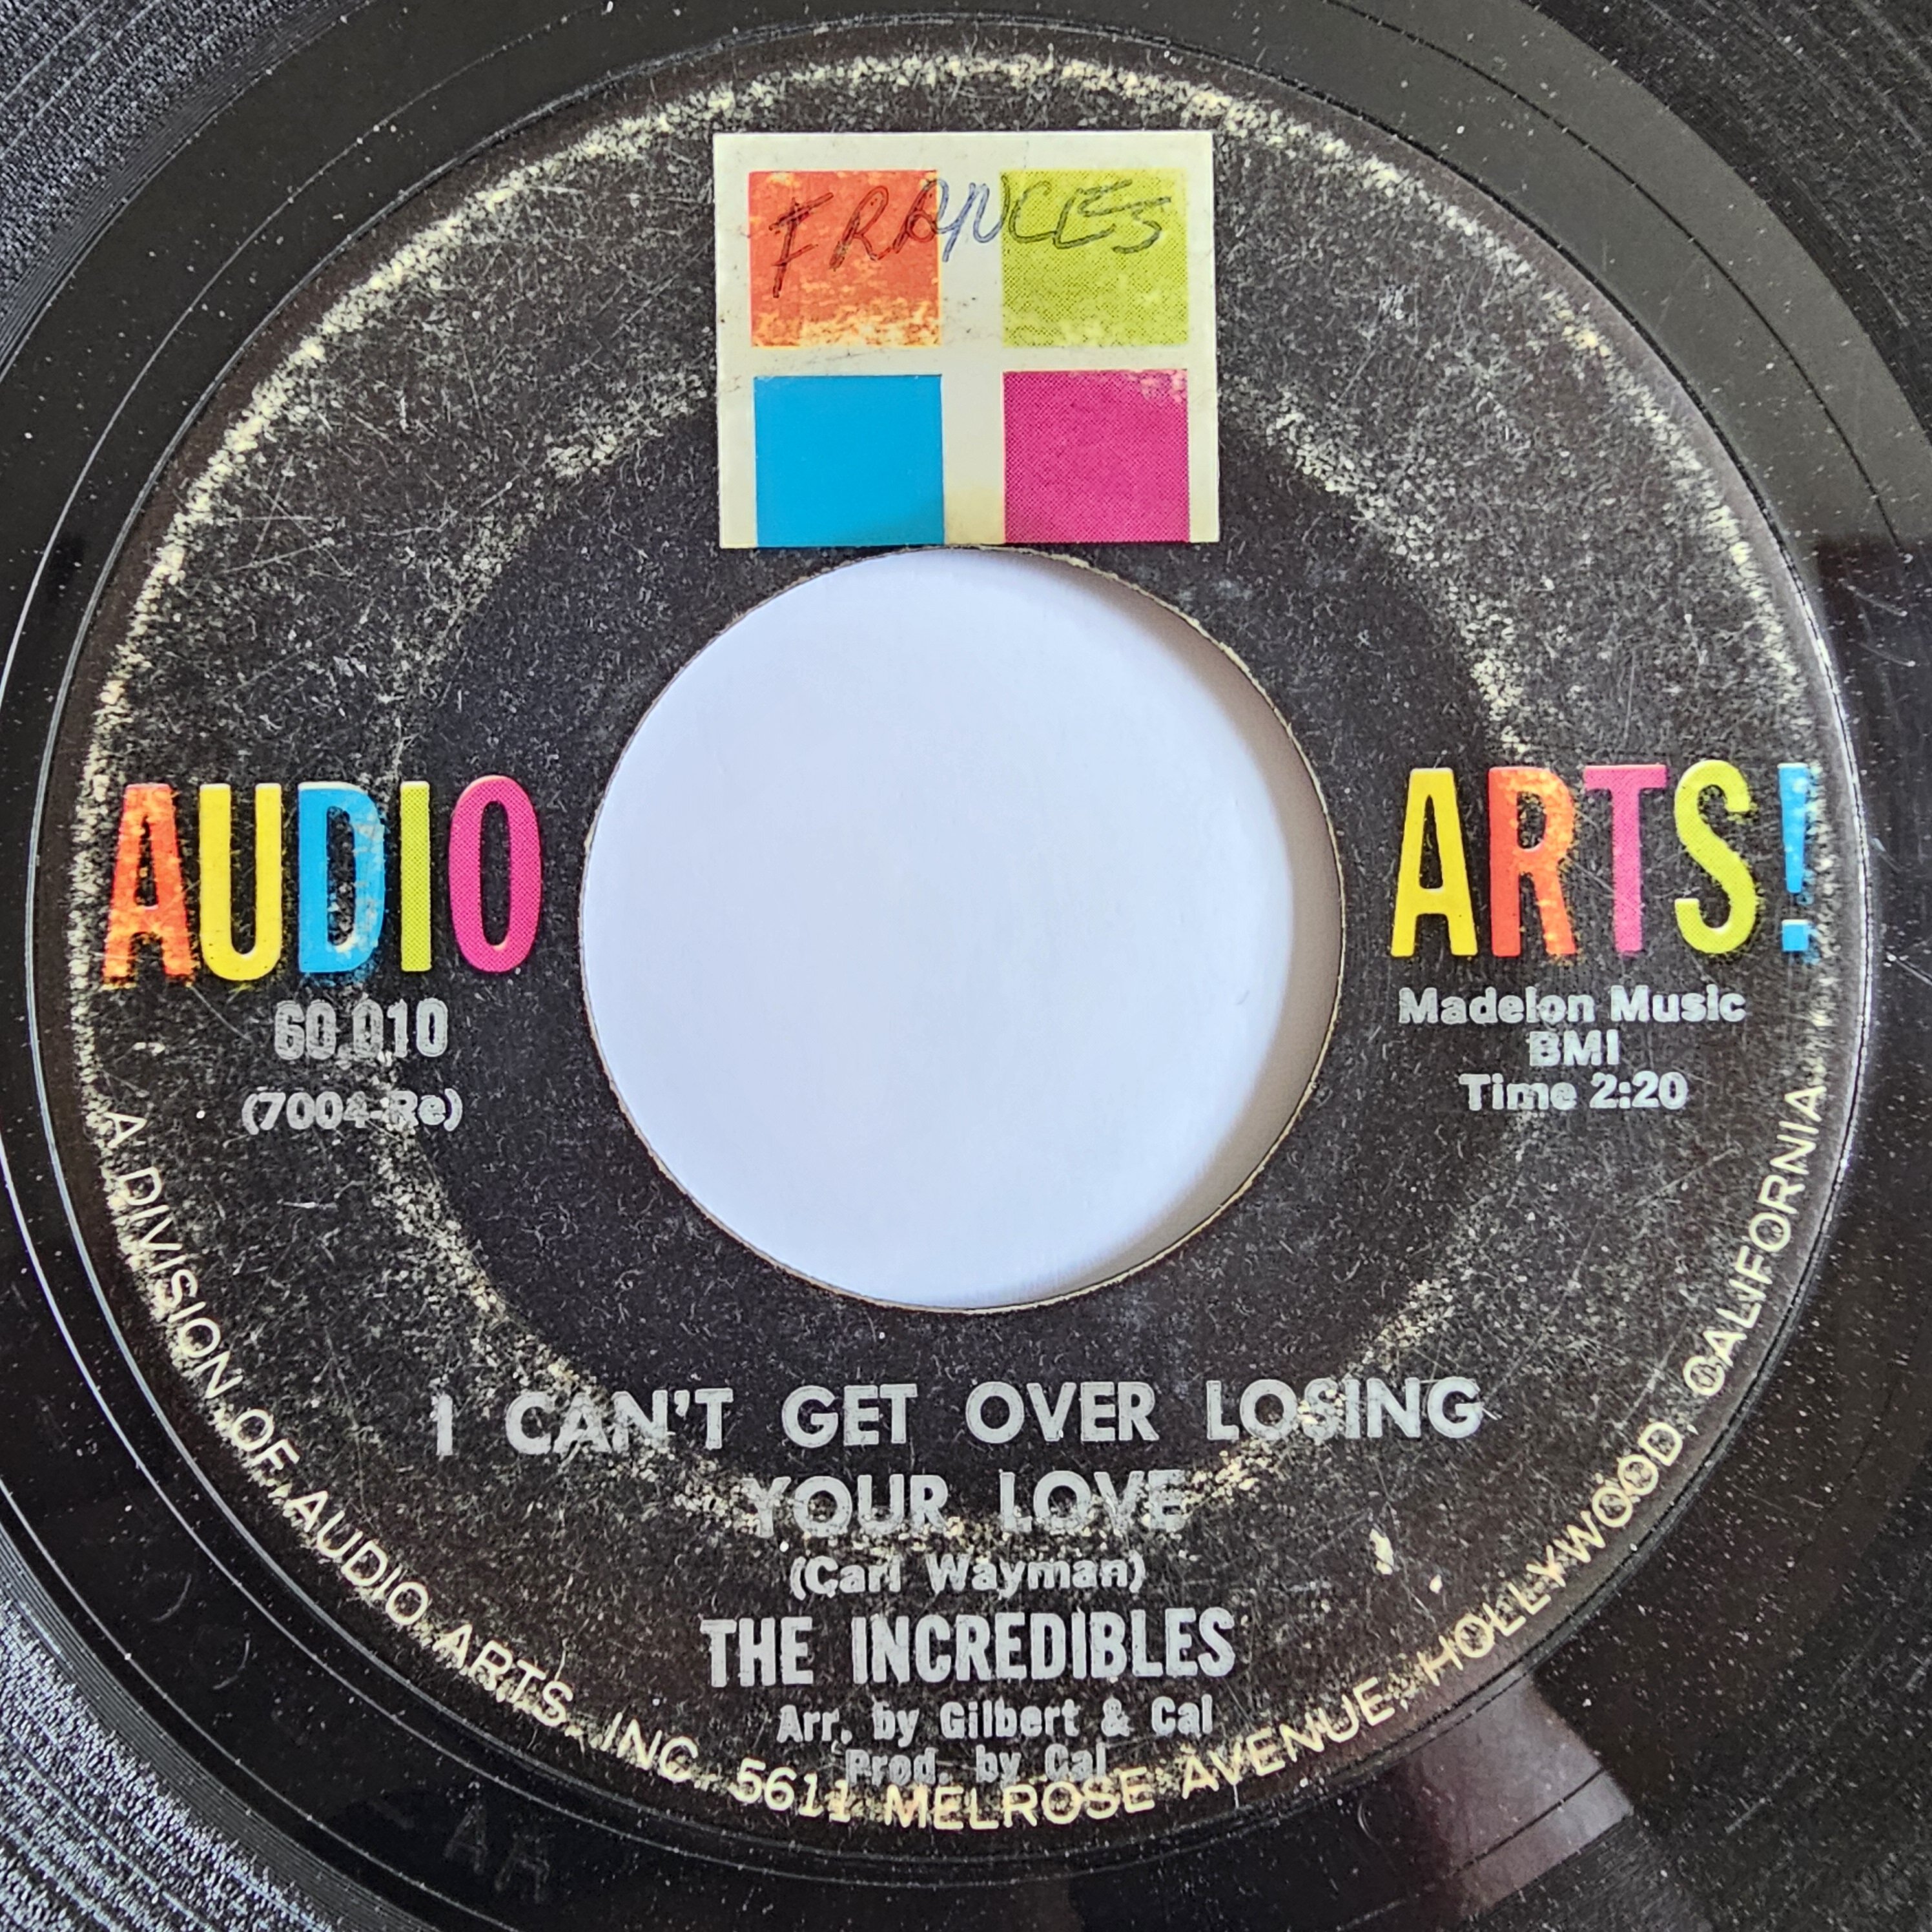 FRANCES
AUDIO ARTS!
60,010
(7004-Re)
Madelon Music
BMI
Time 2:20
I CAN'T GET OVER LOSING
YOUR LOVE
(Carl Wayman)
THE INCREDIBLES
Arr. by Gilbert & Cal
Prod. by Cal
A DIVISION OF AUDIO ARTS, INC. 5611 MELROSE AVENUE, HOLLYWOOD, CALIFORNIA